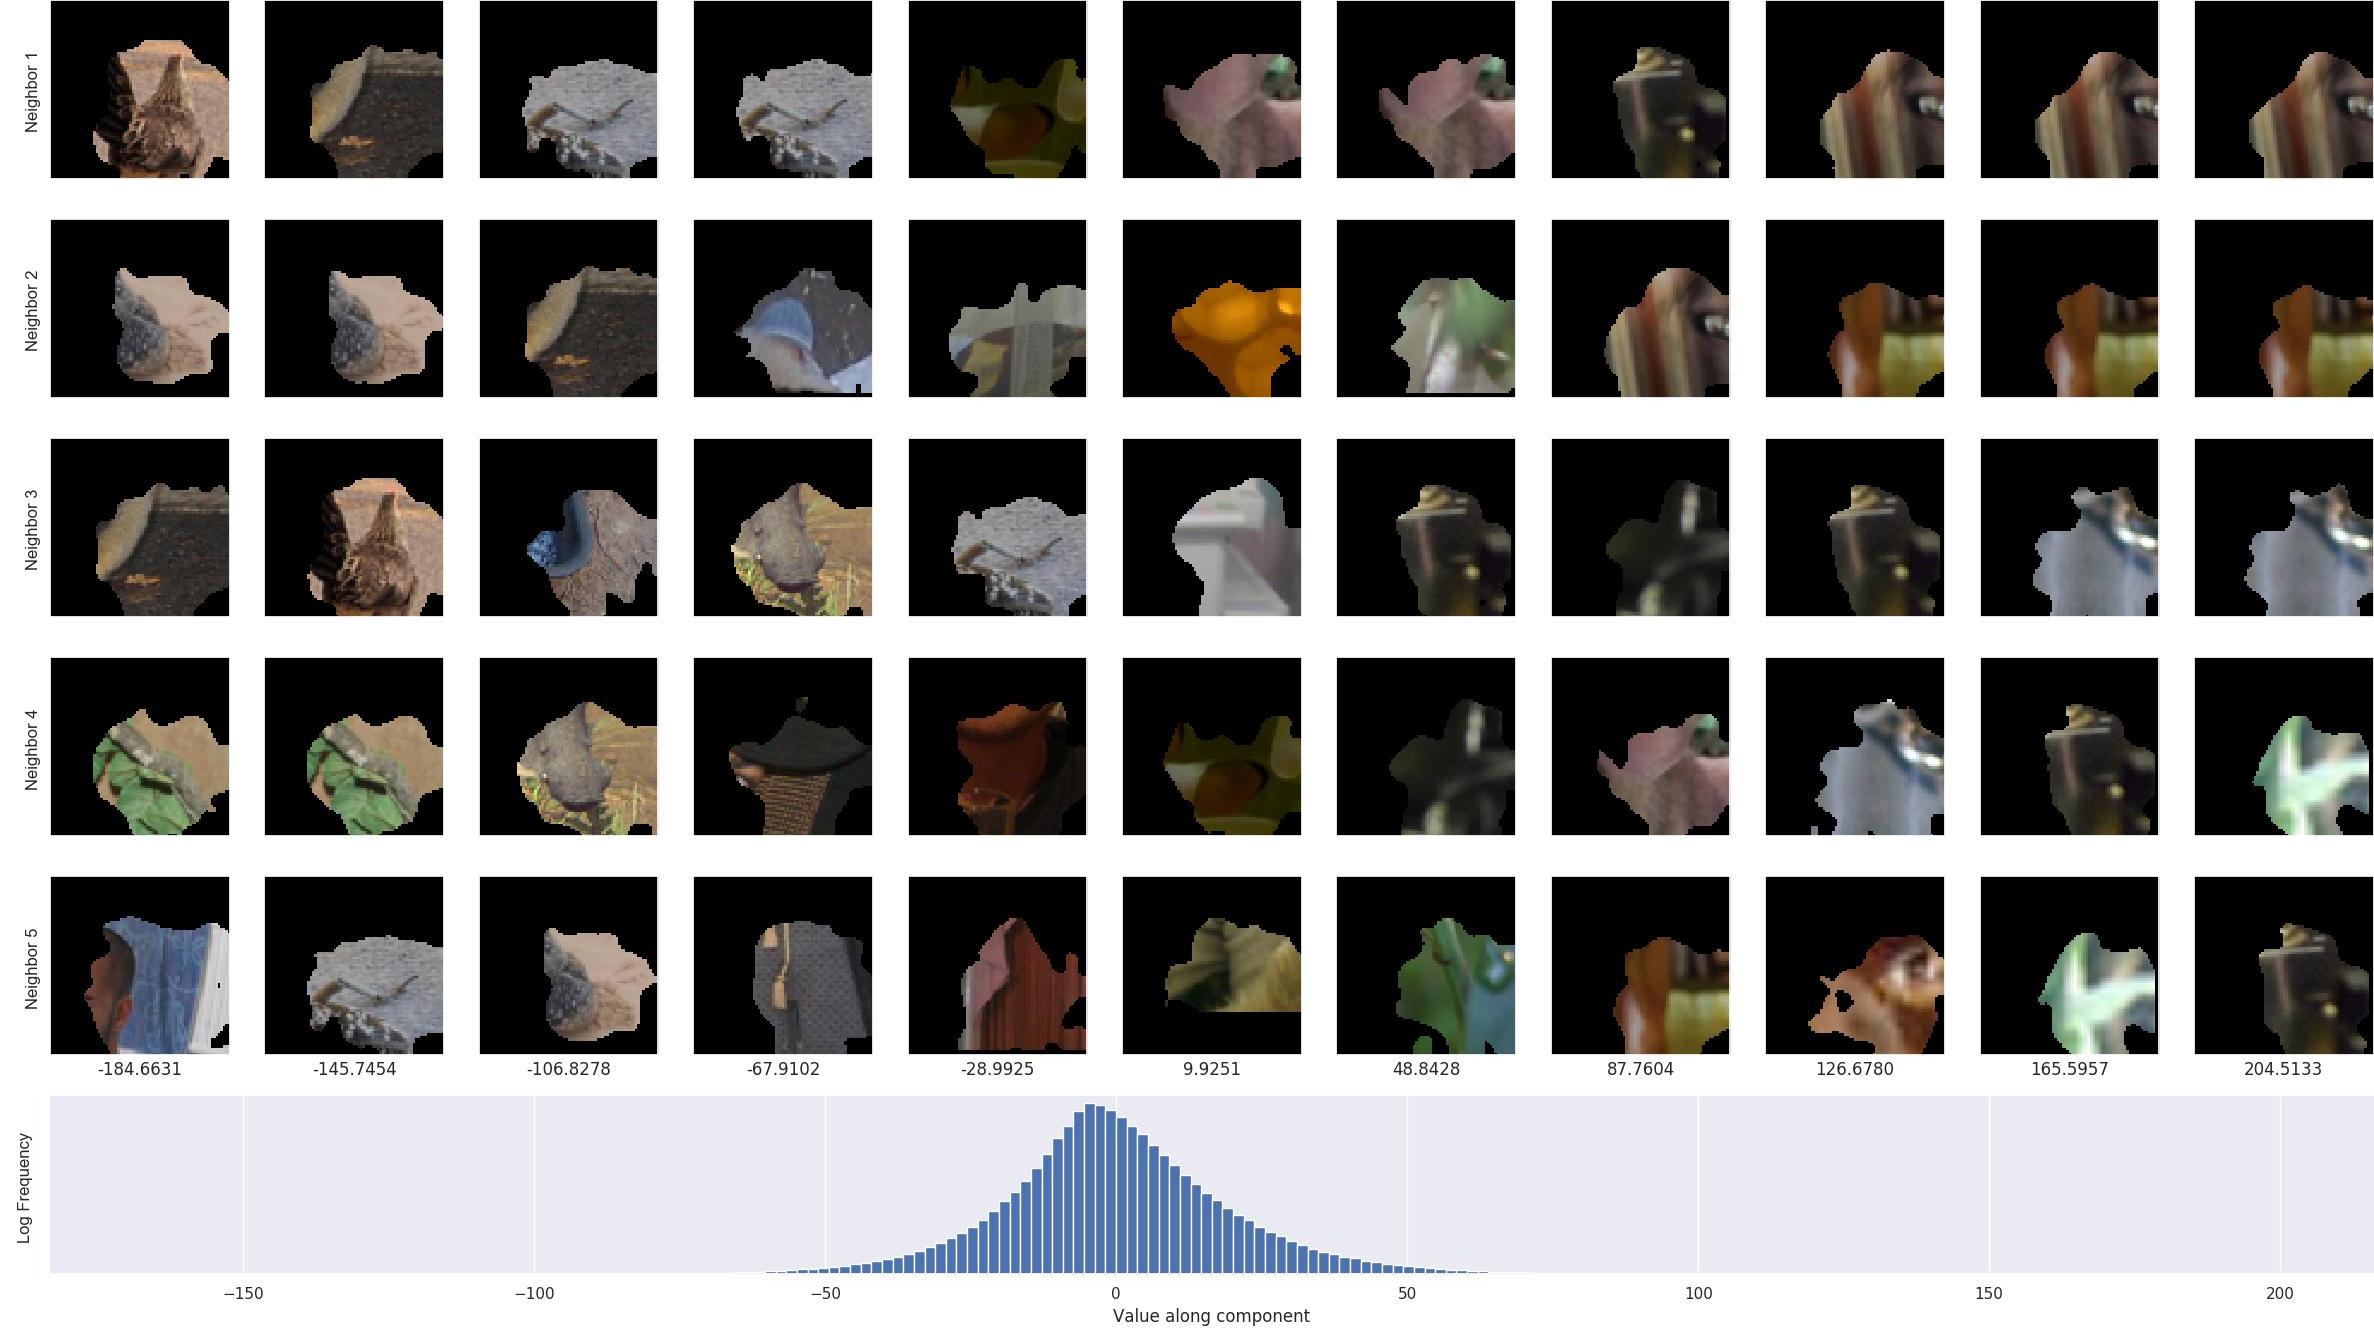 Neighbor 1
Neighbor 2
Neighbor 3
Neighbor 4
Neighbor 5
-184.6631 -145.7454 -106.8278 -67.9102 -28.9925 9.9251 48.8428 87.7604 126.6780 165.5957 204.5133
Log Frequency
−150 −100 −50 0 50 100 150 200
Value along component